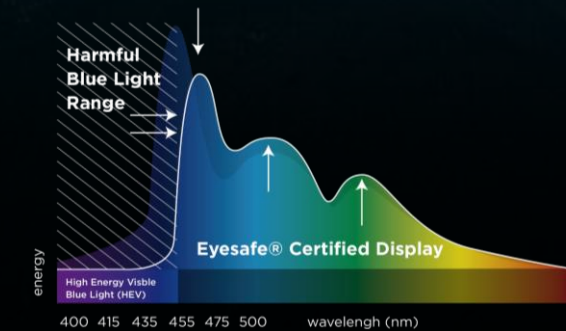 Harmful
Blue Light
Range
energy
Eyesafe® Certified Display
High Energy Visble
Blue Light (HEV)
400 415 435 455 475 500 wavelengh (nm)